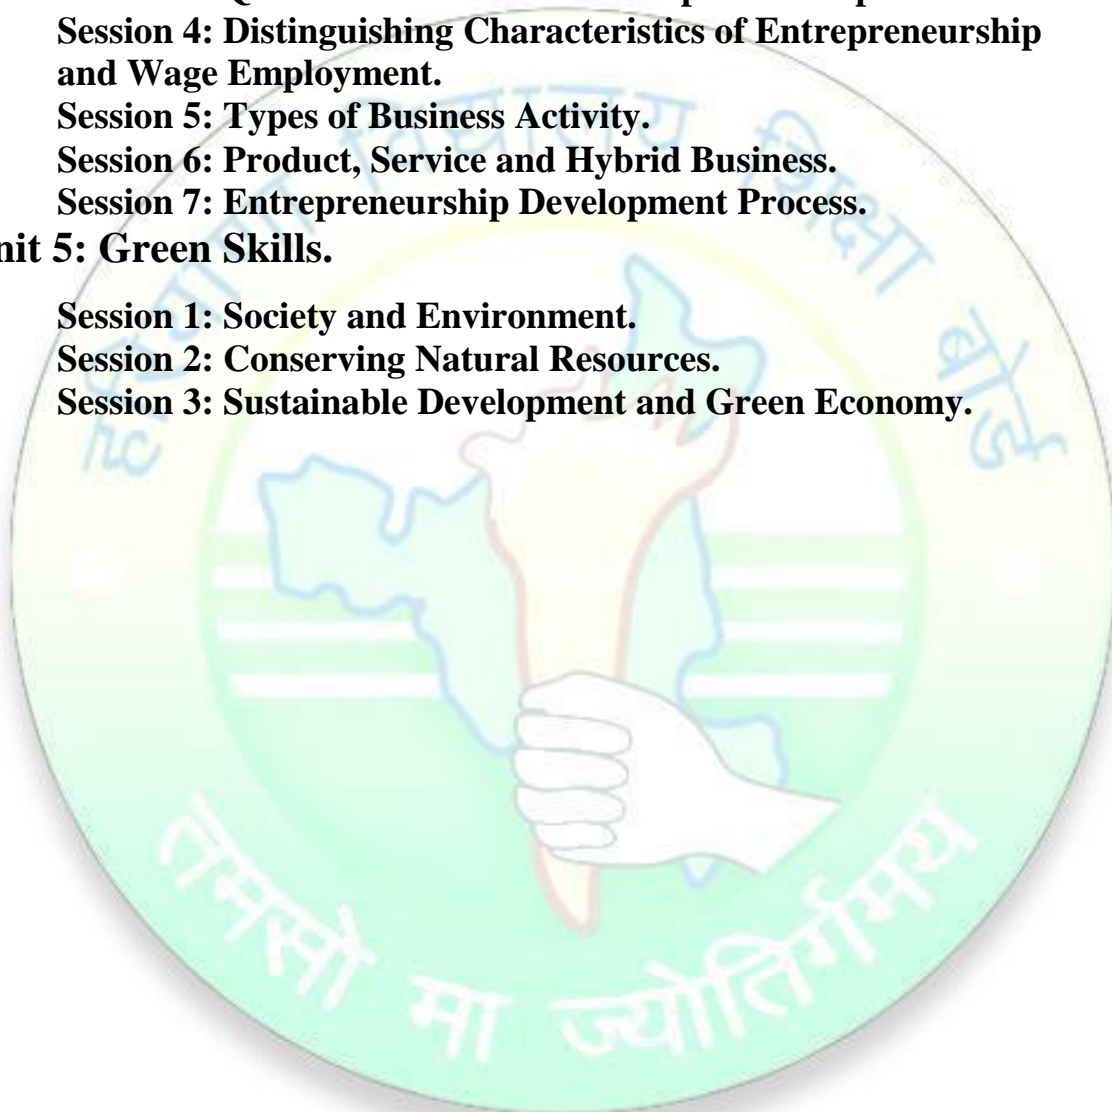 Session 4: Distinguishing Characteristics of Entrepreneurship
and Wage Employment.
Session 5: Types of Business Activity.
Session 6: Product, Service and Hybrid Business.
Session 7: Entrepreneurship Development Process.
nit 5: Green Skills.
Session 1: Society and Environment.
Session 2: Conserving Natural Resources.
Session 3: Sustainable Development and Green Economy.
हरियाणा विद्यालय शिक्षा बोर्ड
तमसो मा ज्योतिर्गमय